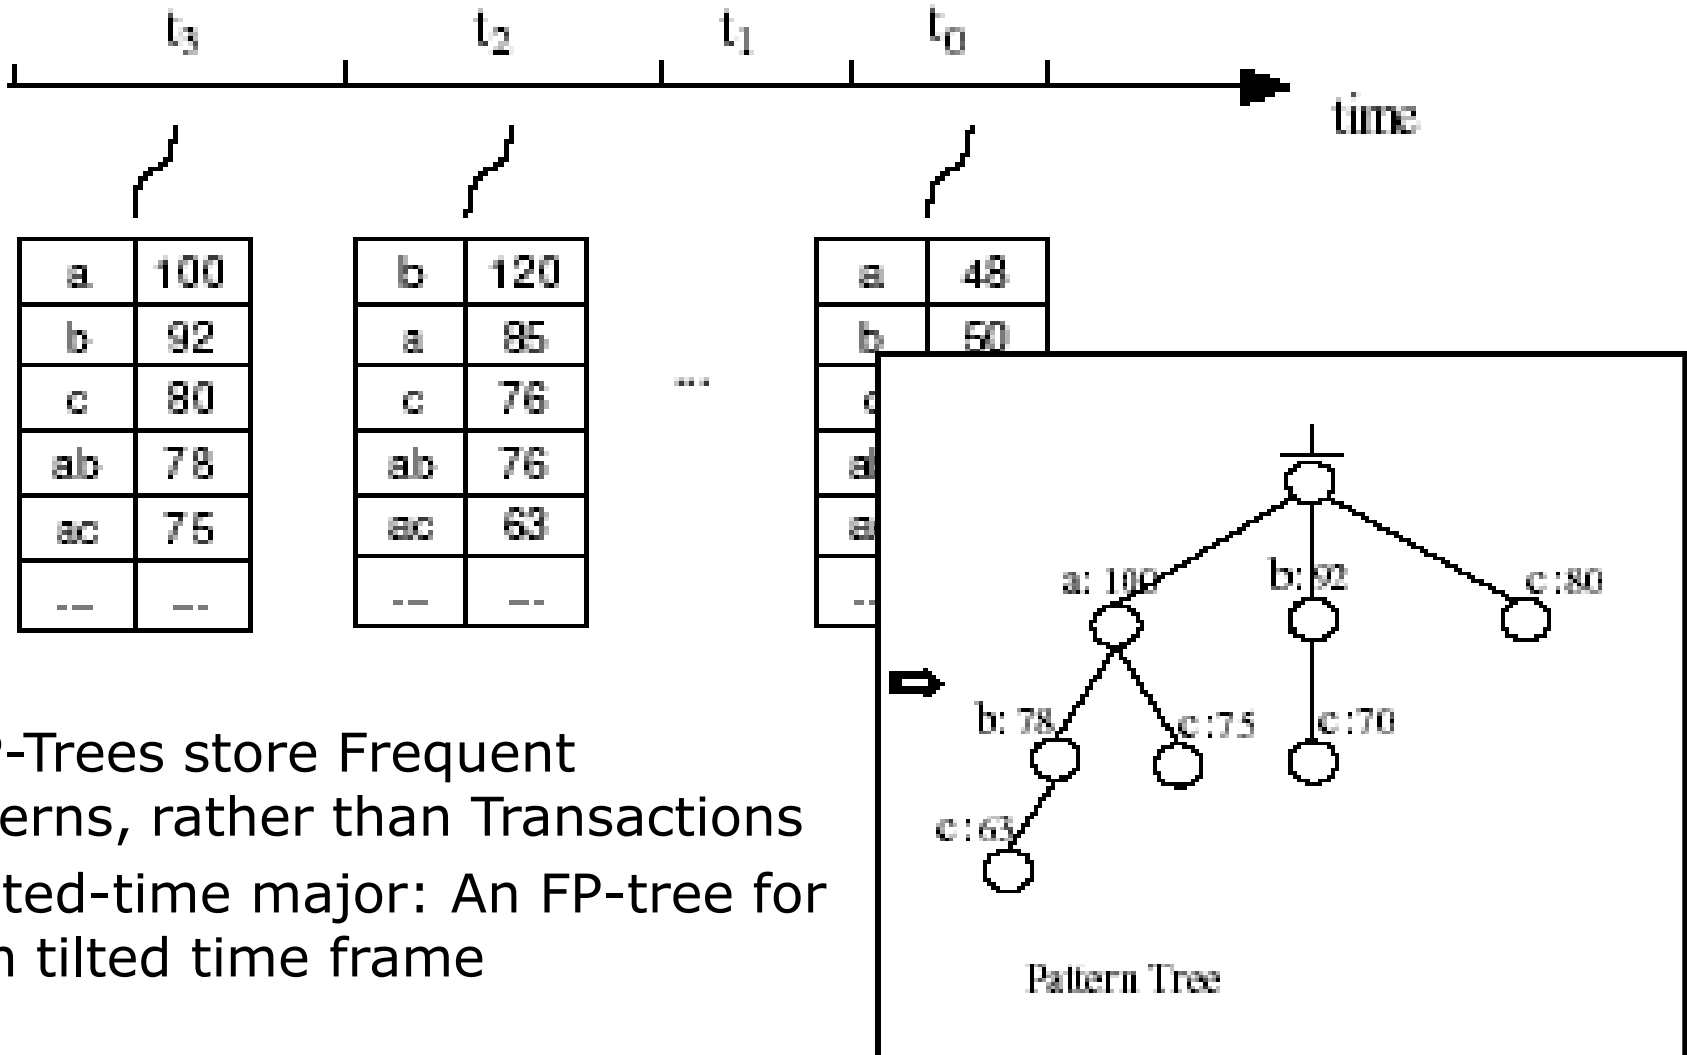 t3 t2 t1 t0
time
a 100
b 92
c 80
ab 78
ac 75
... ...
b 120
a 85
c 76
ab 76
ac 63
... ...
...
a 48
b 50
a: 100 b: 92 c :80
b: 78 c :75 c :70
c :63
Pattern Tree
P-Trees store Frequent
erns, rather than Transactions
ted-time major: An FP-tree for
n tilted time frame